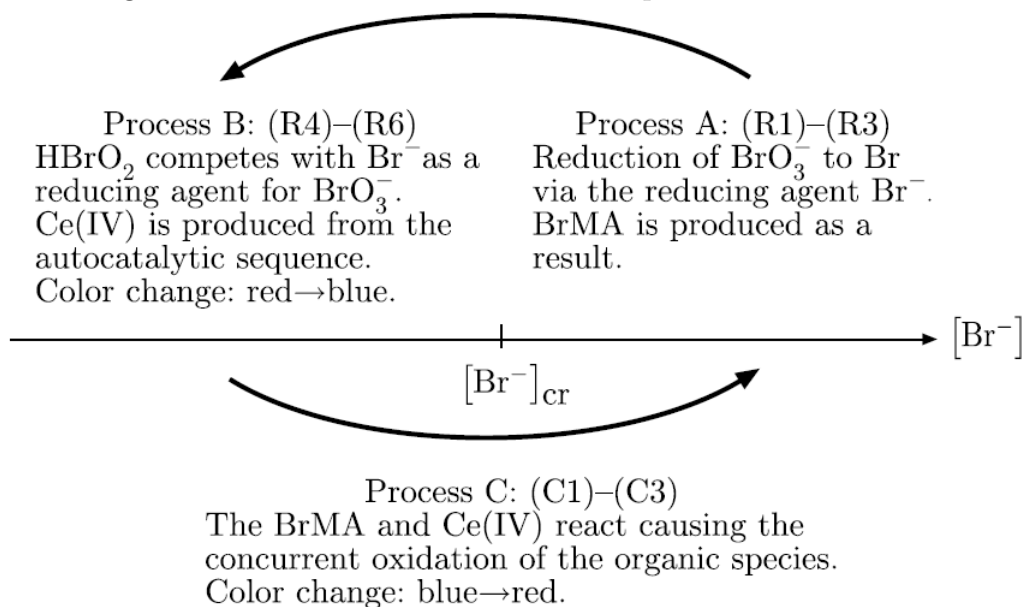 Process B: (R4)–(R6)
HBrO₂ competes with Br⁻as a
reducing agent for BrO₃⁻.
Ce(IV) is produced from the
autocatalytic sequence.
Color change: red→blue.
Process A: (R1)–(R3)
Reduction of BrO₃⁻ to Br
via the reducing agent Br⁻.
BrMA is produced as a
result.
[Br⁻]
[Br⁻]cr
Process C: (C1)–(C3)
The BrMA and Ce(IV) react causing the
concurrent oxidation of the organic species.
Color change: blue→red.